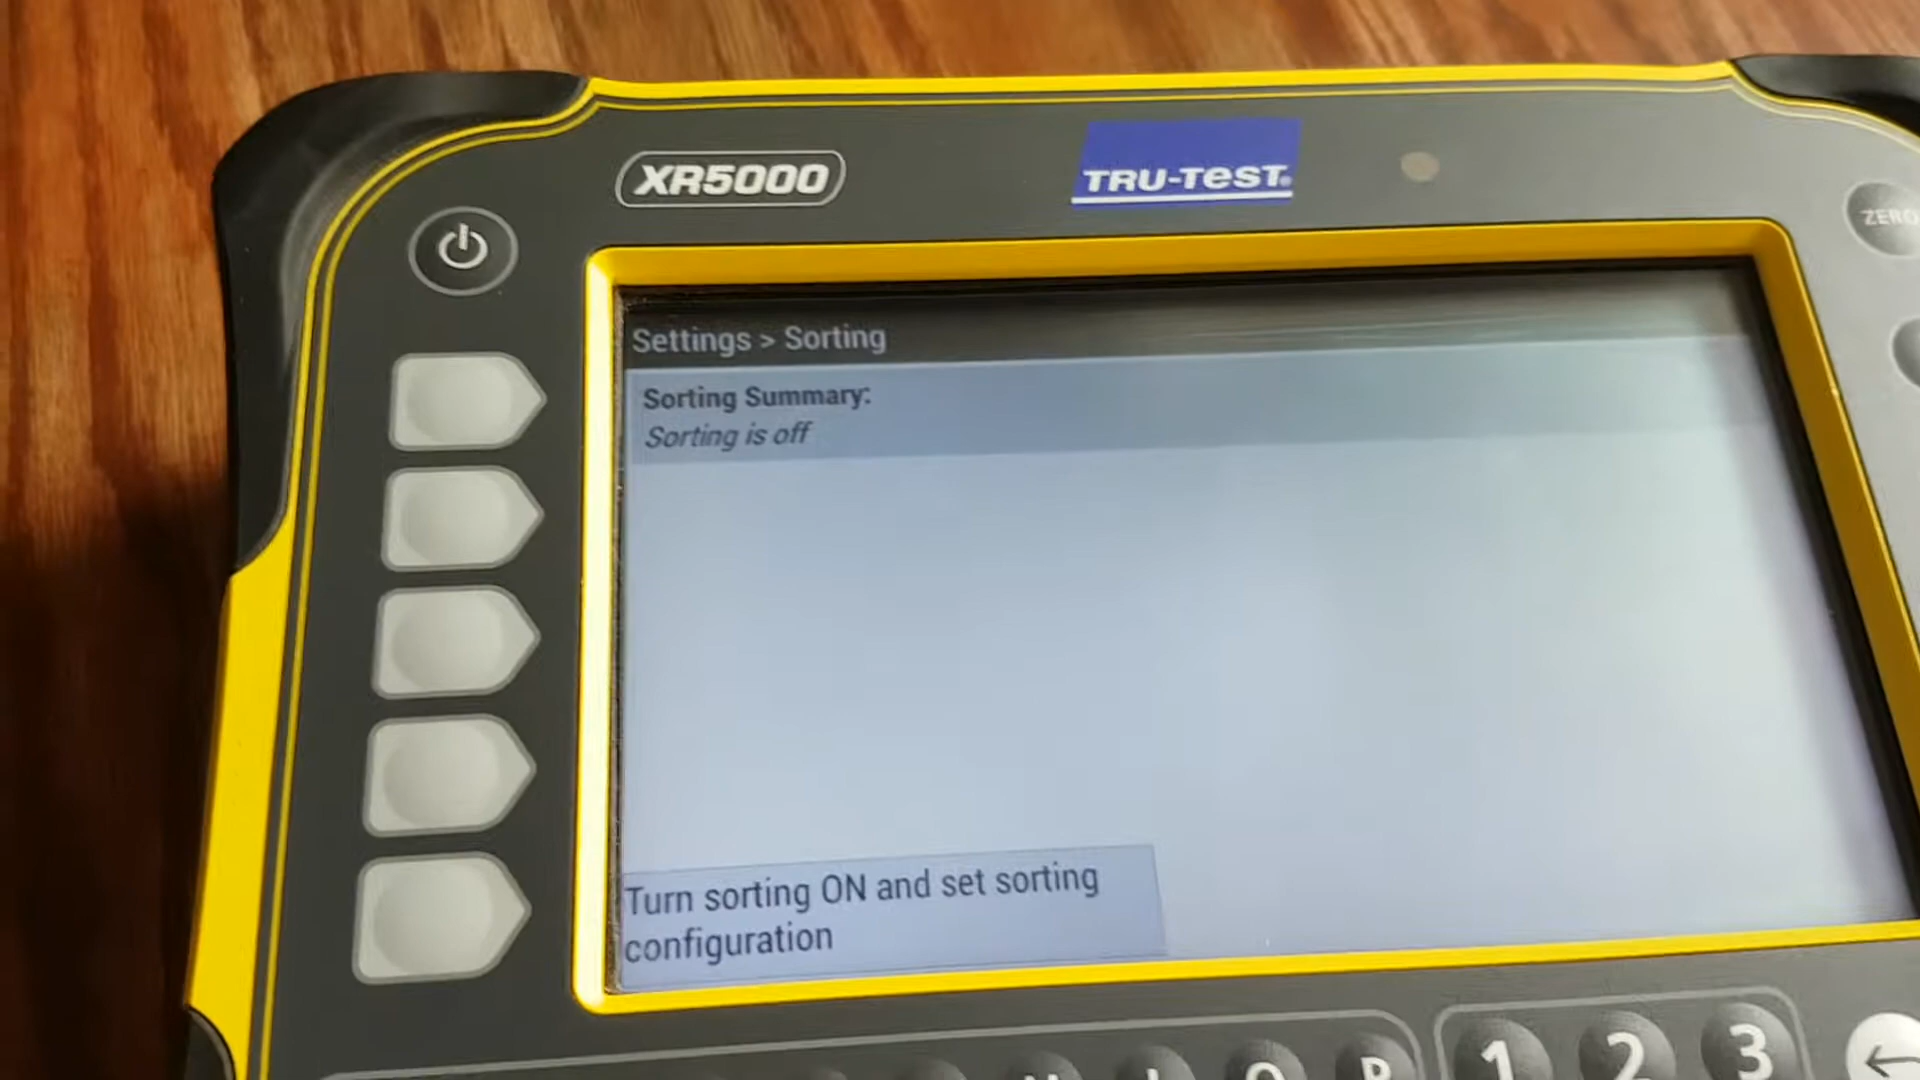 XR5000
TRU-TEST®
ZERO
Settings > Sorting
Sorting Summary:
Sorting is off
Turn sorting ON and set sorting
configuration
1 2 3